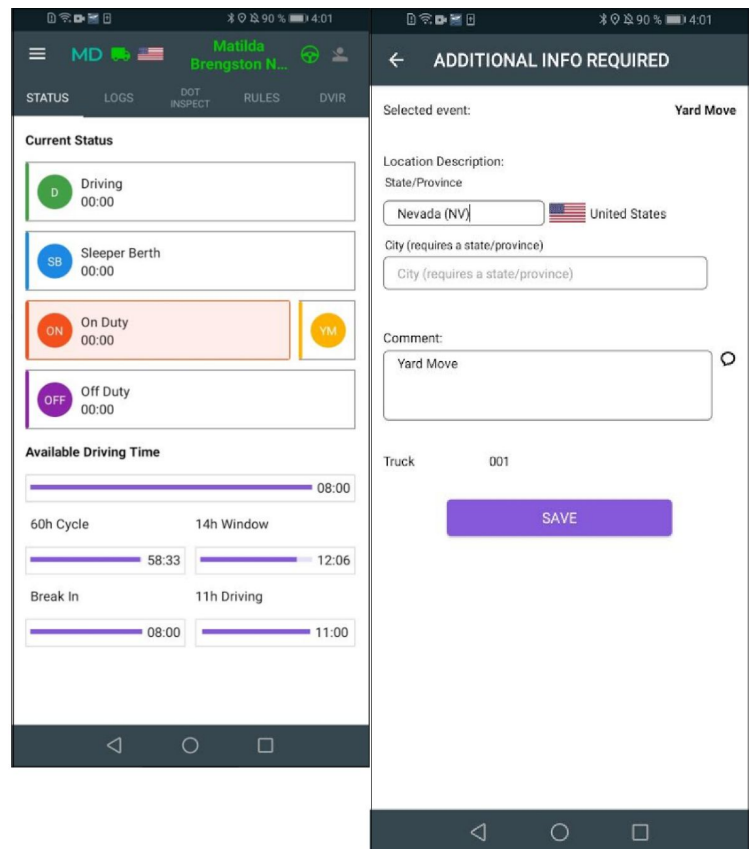 90 % 4:01
MD Matilda
Brengston N...
STATUS LOGS DOT INSPECT RULES DVIR
Current Status
D Driving
00:00
SB Sleeper Berth
00:00
ON On Duty
00:00
YM
OFF Off Duty
00:00
Available Driving Time
08:00
60h Cycle 14h Window
58:33 12:06
Break In 11h Driving
08:00 11:00
90 % 4:01
ADDITIONAL INFO REQUIRED
Selected event: Yard Move
Location Description:
State/Province
Nevada (NV) United States
City (requires a state/province)
City (requires a state/province)
Comment:
Yard Move
Truck 001
SAVE